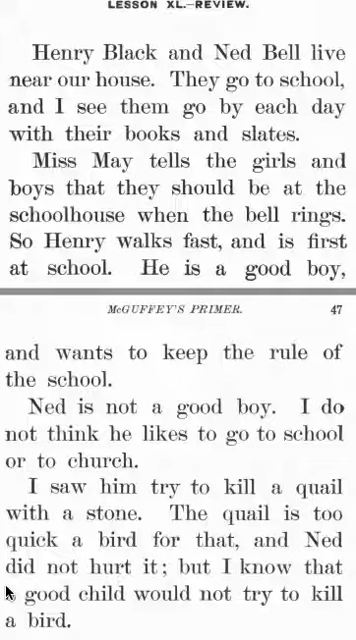 LESSON XL.—REVIEW.
Henry Black and Ned Bell live
near our house. They go to school,
and I see them go by each day
with their books and slates.
Miss May tells the girls and
boys that they should be at the
schoolhouse when the bell rings.
So Henry walks fast, and is first
at school. He is a good boy,
McGUFFEY'S PRIMER. 47
and wants to keep the rule of
the school.
Ned is not a good boy. I do
not think he likes to go to school
or to church.
I saw him try to kill a quail
with a stone. The quail is too
quick a bird for that, and Ned
did not hurt it; but I know that
a good child would not try to kill
a bird.